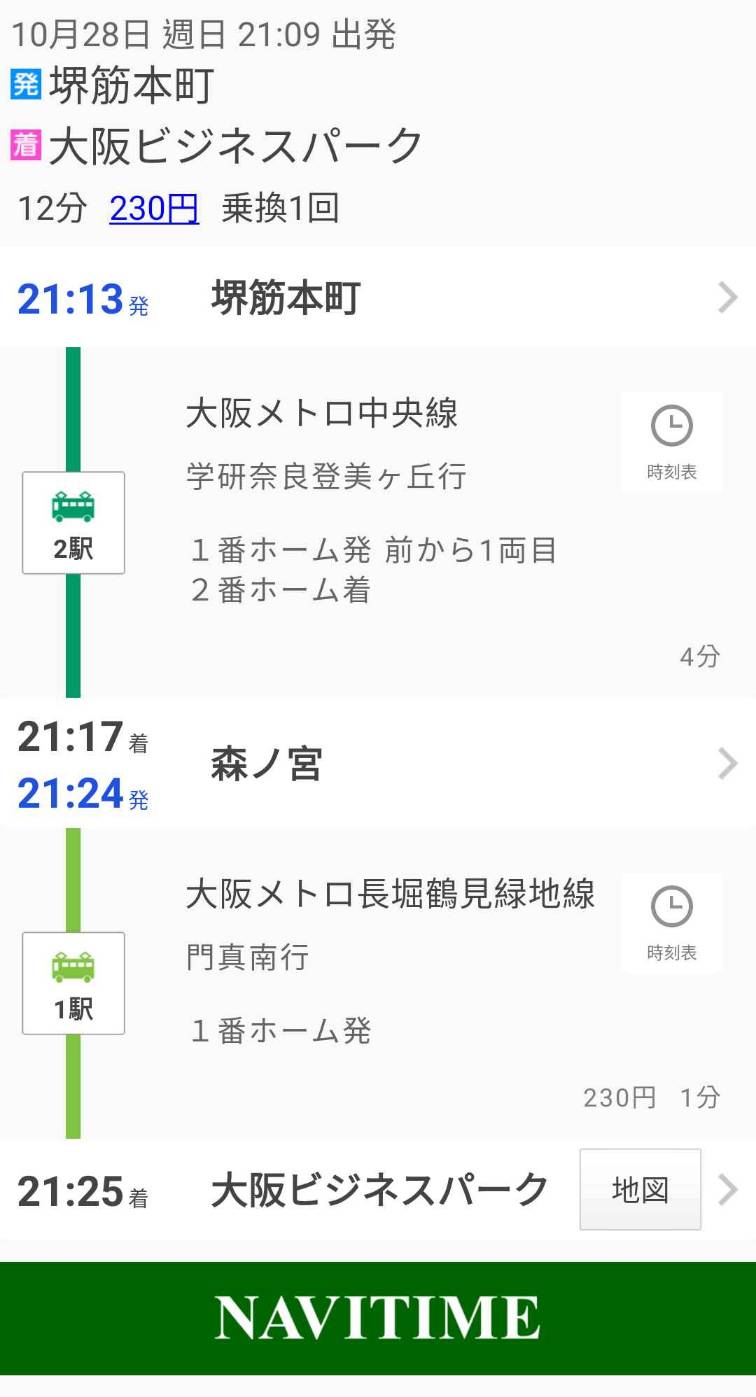 10月28日 週日 21:09 出発
発 堺筋本町
着 大阪ビジネスパーク
12分 230円 乗換1回
21:13発 堺筋本町
大阪メトロ中央線
時刻表
学研奈良登美ヶ丘行
2駅
１番ホーム発 前から1両目
２番ホーム着
4分
21:17着
森ノ宮
21:24発
大阪メトロ長堀鶴見緑地線
時刻表
門真南行
1駅
１番ホーム発
230円 1分
21:25着 大阪ビジネスパーク 地図
NAVITIME